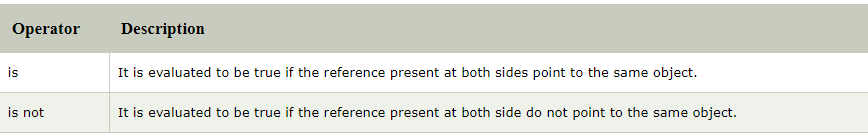 Operator Description
is It is evaluated to be true if the reference present at both sides point to the same object.
is not It is evaluated to be true if the reference present at both side do not point to the same object.